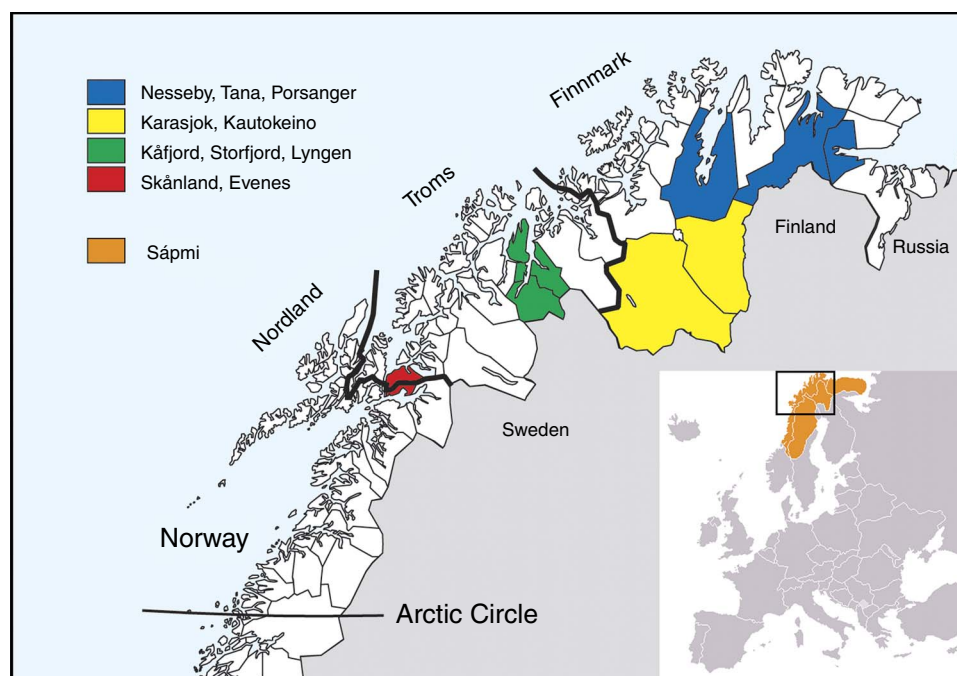 Nesseby, Tana, Porsanger
Karasjok, Kautokeino
Kåfjord, Storfjord, Lyngen
Skånland, Evenes
Sápmi
Finnmark
Troms
Nordland
Finland
Russia
Sweden
Norway
Arctic Circle